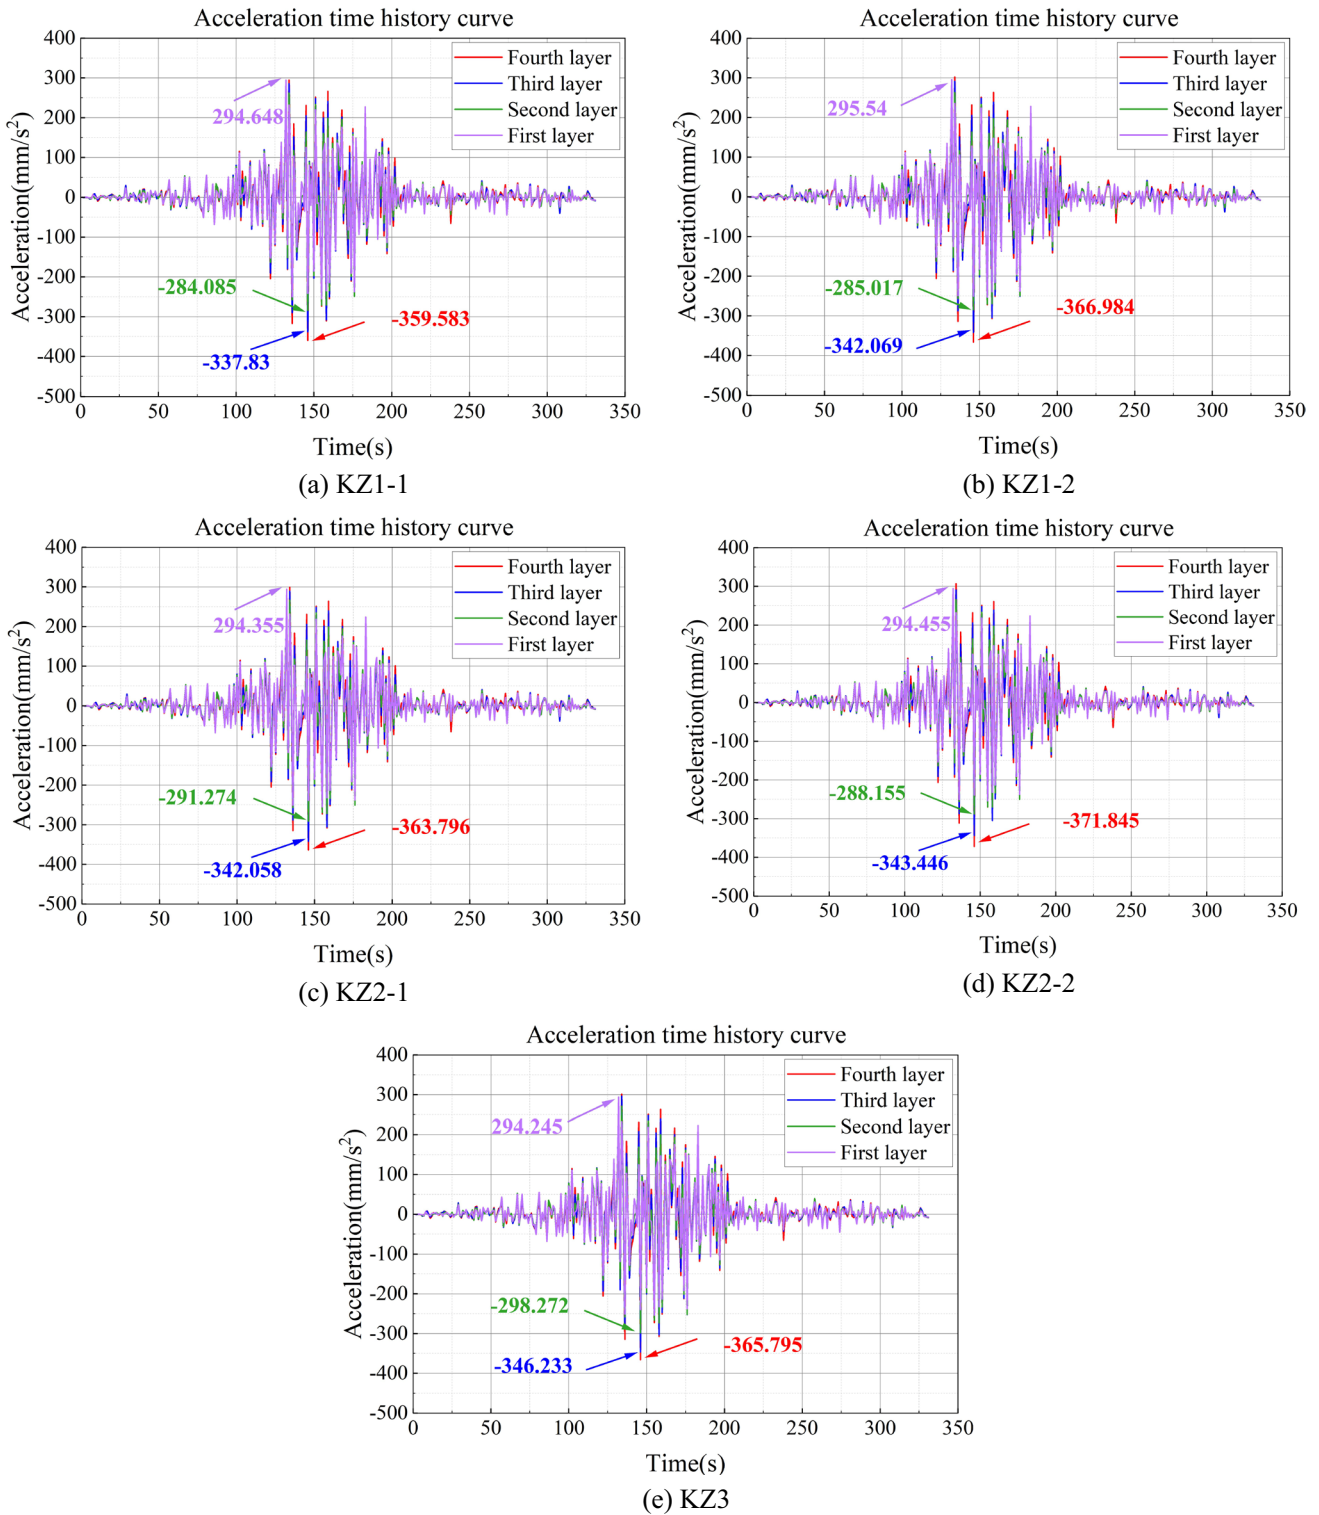 Acceleration time history curve
Acceleration(mm/s²)
400
300
200
100
0
-100
-200
-300
-400
-500
0 50 100 150 200 250 300 350
Time(s)
Fourth layer
Third layer
Second layer
First layer
294.648
-284.085
-359.583
-337.83
(a) KZ1-1
Acceleration time history curve
Acceleration(mm/s²)
400
300
200
100
0
-100
-200
-300
-400
-500
0 50 100 150 200 250 300 350
Time(s)
Fourth layer
Third layer
Second layer
First layer
295.54
-285.017
-366.984
-342.069
(b) KZ1-2
Acceleration time history curve
Acceleration(mm/s²)
400
300
200
100
0
-100
-200
-300
-400
-500
0 50 100 150 200 250 300 350
Time(s)
Fourth layer
Third layer
Second layer
First layer
294.355
-291.274
-363.796
-342.058
(c) KZ2-1
Acceleration time history curve
Acceleration(mm/s²)
400
300
200
100
0
-100
-200
-300
-400
-500
0 50 100 150 200 250 300 350
Time(s)
Fourth layer
Third layer
Second layer
First layer
294.455
-288.155
-371.845
-343.446
(d) KZ2-2
Acceleration time history curve
Acceleration(mm/s²)
400
300
200
100
0
-100
-200
-300
-400
-500
0 50 100 150 200 250 300 350
Time(s)
Fourth layer
Third layer
Second layer
First layer
294.245
-298.272
-365.795
-346.233
(e) KZ3